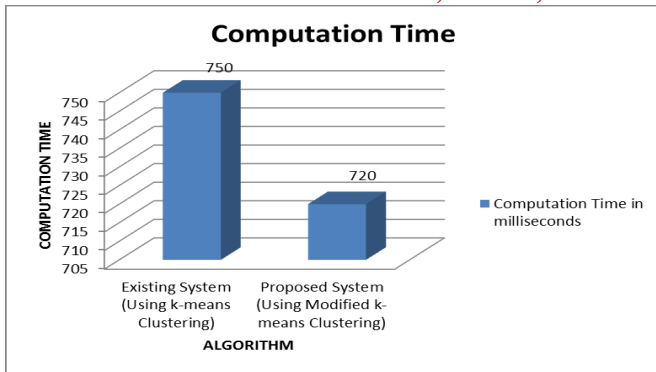 Computation Time
750
720
750
745
740
735
730
725
720
715
710
705
COMPUTATION TIME
Existing System
(Using k-means
Clustering)
Proposed System
(Using Modified k-
means Clustering)
ALGORITHM
Computation Time in
milliseconds